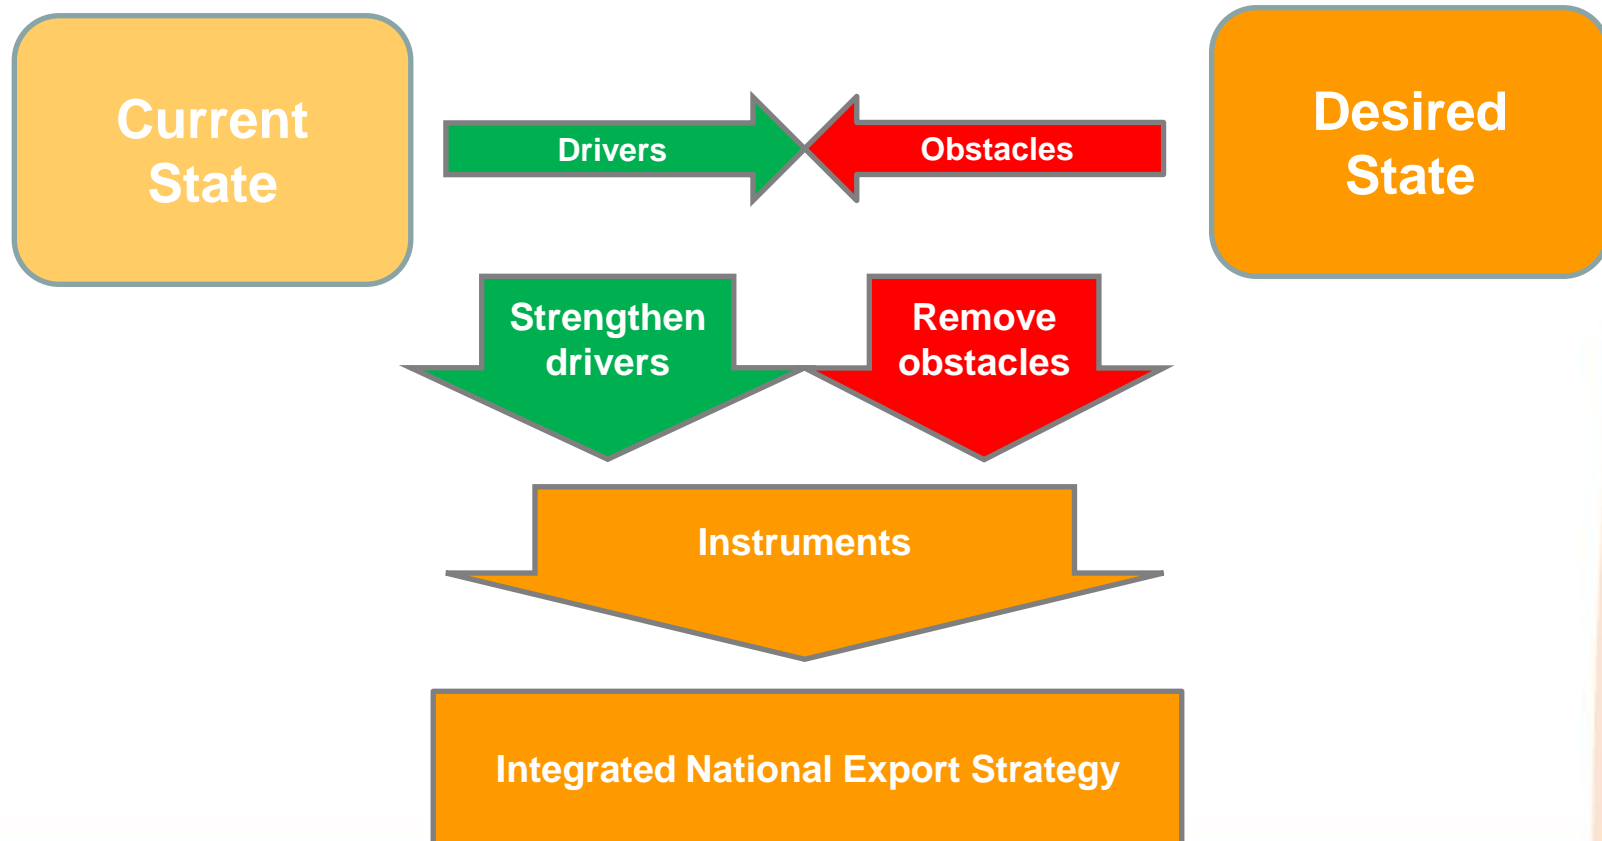 Current
State
Drivers
Obstacles
Desired
State
Strengthen
drivers
Remove
obstacles
Instruments
Integrated National Export Strategy